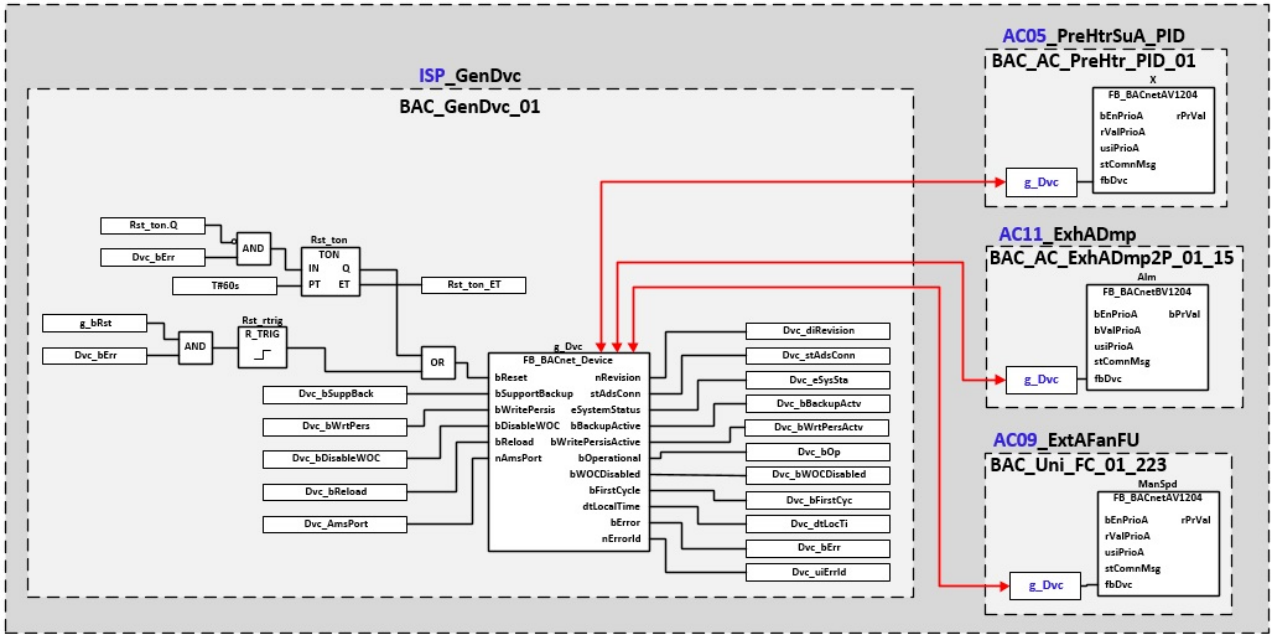 ISP_GenDvc
BAC_GenDvc_01
Rst_ton.Q
Dvc_bErr
AND
T#60s
Rst_ton
TON
IN Q
PT ET
Rst_ton_ET
g_bRst
Dvc_bErr
AND
Rst_rtrig
R_TRIG
OR
Dvc_bSuppBack
Dvc_bWrtPers
Dvc_bDisableWOC
Dvc_bReload
Dvc_AmsPort
g_Dvc
FB_BACnet_Device
bReset nRevision
bSupportBackup stAdsConn
bWritePersis eSystemStatus
bDisableWOC bBackupActive
bReload bWritePersisActive
nAmsPort bOperational
bWOCDisabled
bFirstCycle
dtLocalTime
bError
nErrorId
Dvc_diRevision
Dvc_stAdsConn
Dvc_eSysSta
Dvc_bBackupActv
Dvc_bWrtPersActv
Dvc_bOp
Dvc_bWOCDisabled
Dvc_bFirstCyc
Dvc_dtLocTi
Dvc_bErr
Dvc_uiErrId
AC05_PreHtrSuA_PID
BAC_AC_PreHtr_PID_01
X
FB_BACnetAV1204
bEnPrioA rPrVal
rValPrioA
usiPrioA
stComnMsg
g_Dvc fbDvc
AC11_ExhADmp
BAC_AC_ExhADmp2P_01_15
Alm
FB_BACnetBV1204
bEnPrioA bPrVal
bValPrioA
usiPrioA
stComnMsg
g_Dvc fbDvc
AC09_ExtAFanFU
BAC_Uni_FC_01_223
ManSpd
FB_BACnetAV1204
bEnPrioA rPrVal
rValPrioA
usiPrioA
stComnMsg
g_Dvc fbDvc